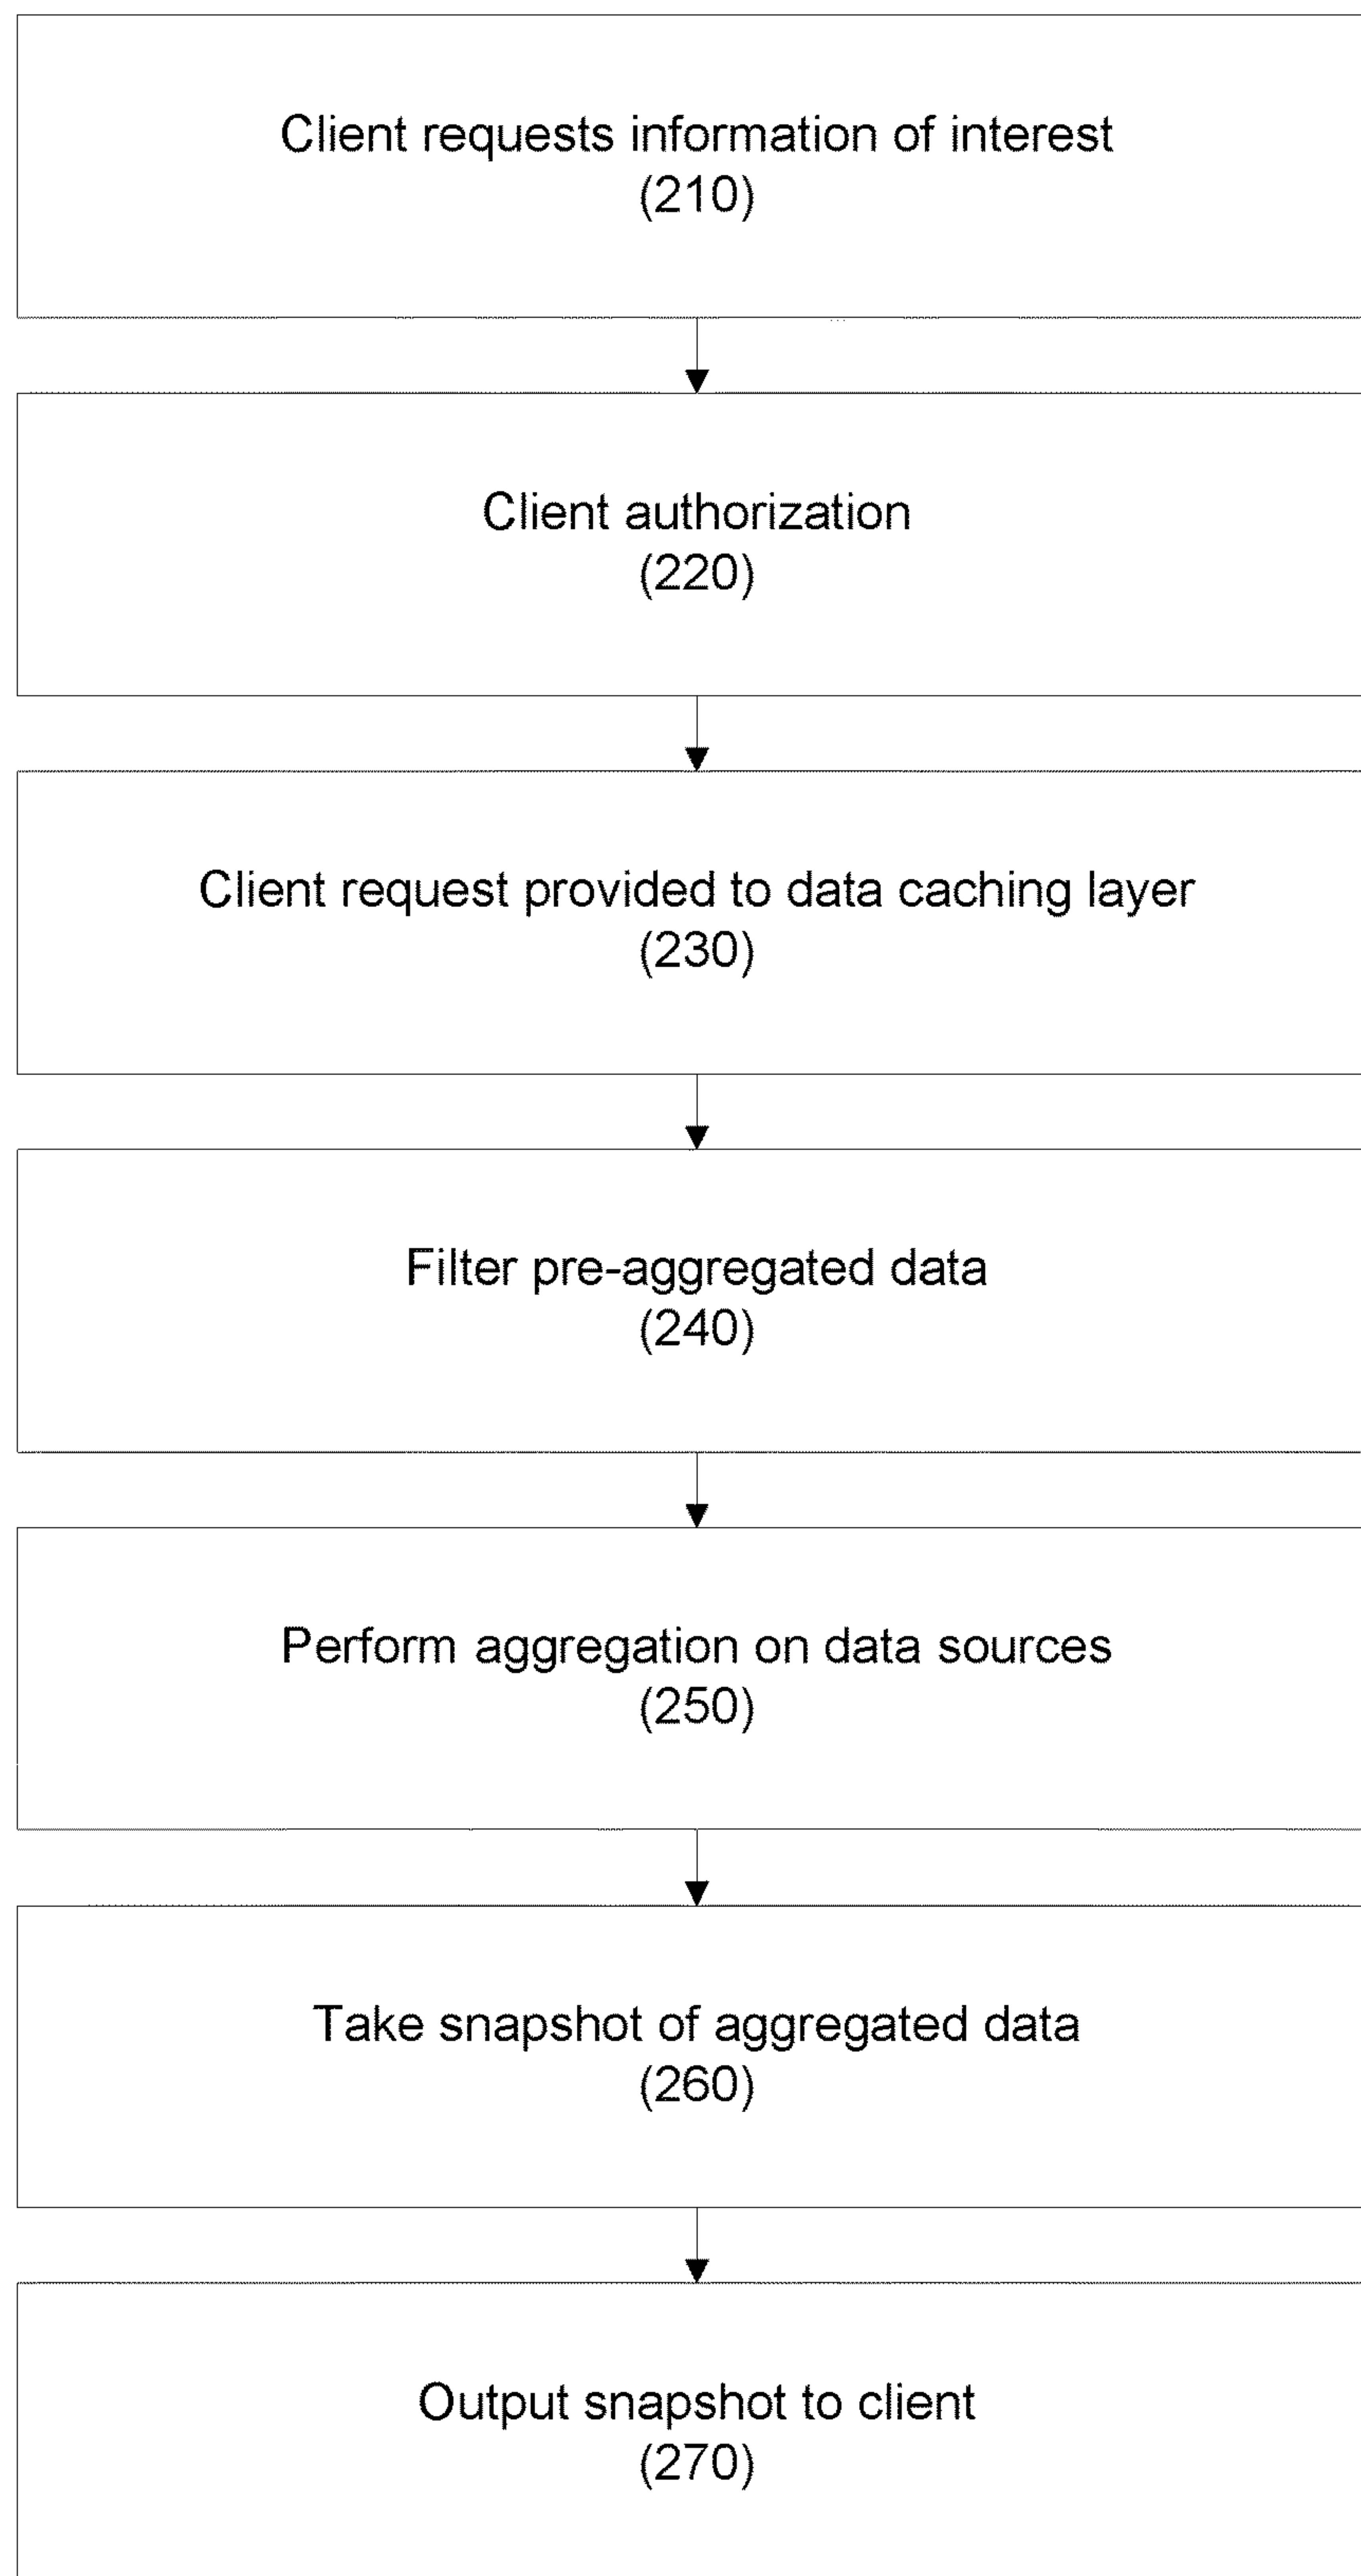 Client requests information of interest
(210)
Client authorization
(220)
Client request provided to data caching layer
(230)
Filter pre-aggregated data
(240)
Perform aggregation on data sources
(250)
Take snapshot of aggregated data
(260)
Output snapshot to client
(270)